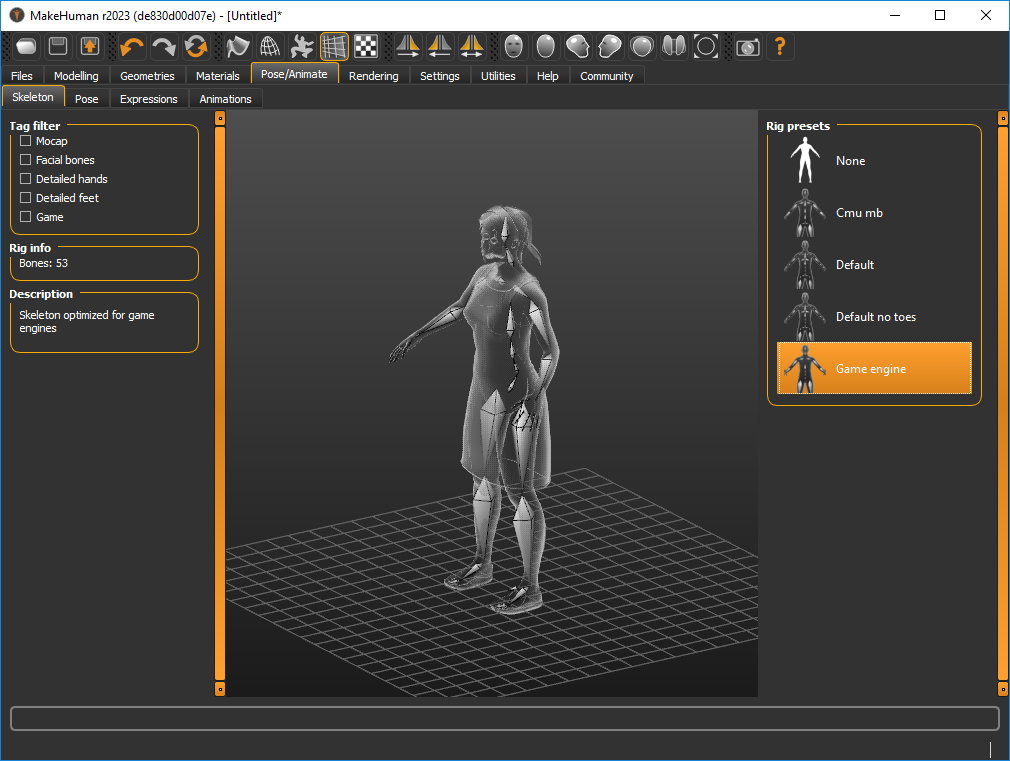 MakeHuman r2023 (de830d00d07e) - [Untitled]*
Files Modelling Geometries Materials Pose/Animate Rendering Settings Utilities Help Community
Skeleton Pose Expressions Animations
Tag filter
Mocap
Facial bones
Detailed hands
Detailed feet
Game
Rig info
Bones: 53
Description
Skeleton optimized for game
engines
Rig presets
None
Cmu mb
Default
Default no toes
Game engine